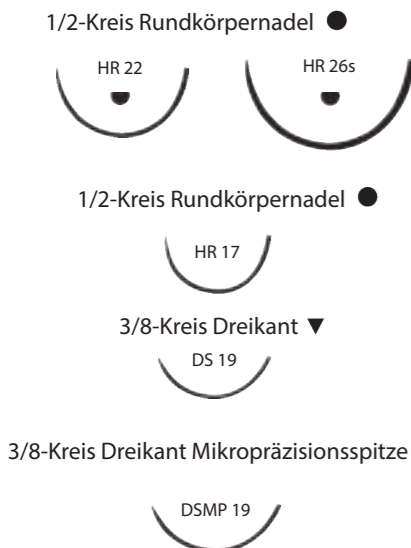 1/2-Kreis Rundkörpernadel
HR 22 HR 26s
1/2-Kreis Rundkörpernadel
HR 17
3/8-Kreis Dreikant
DS 19
3/8-Kreis Dreikant Mikropräzisionsspitze
DSMP 19